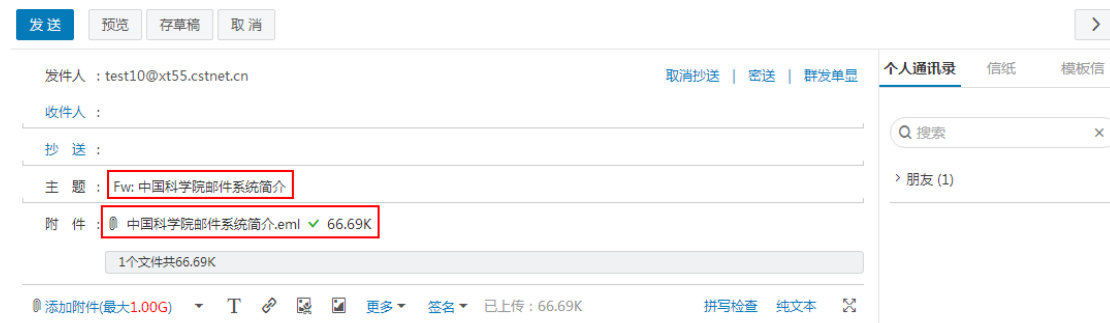 发 送 预览 存草稿 取 消
发件人 : test10@xt55.cstnet.cn 取消抄送 | 密送 | 群发单显
个人通讯录 信纸 模板信
收件人 :
搜索
抄 送 :
朋友 (1)
主 题 : Fw: 中国科学院邮件系统简介
附 件 : 中国科学院邮件系统简介.eml 66.69K
1个文件共66.69K
添加附件(最大1.00G) T 更多 签名 已上传 : 66.69K 拼写检查 纯文本